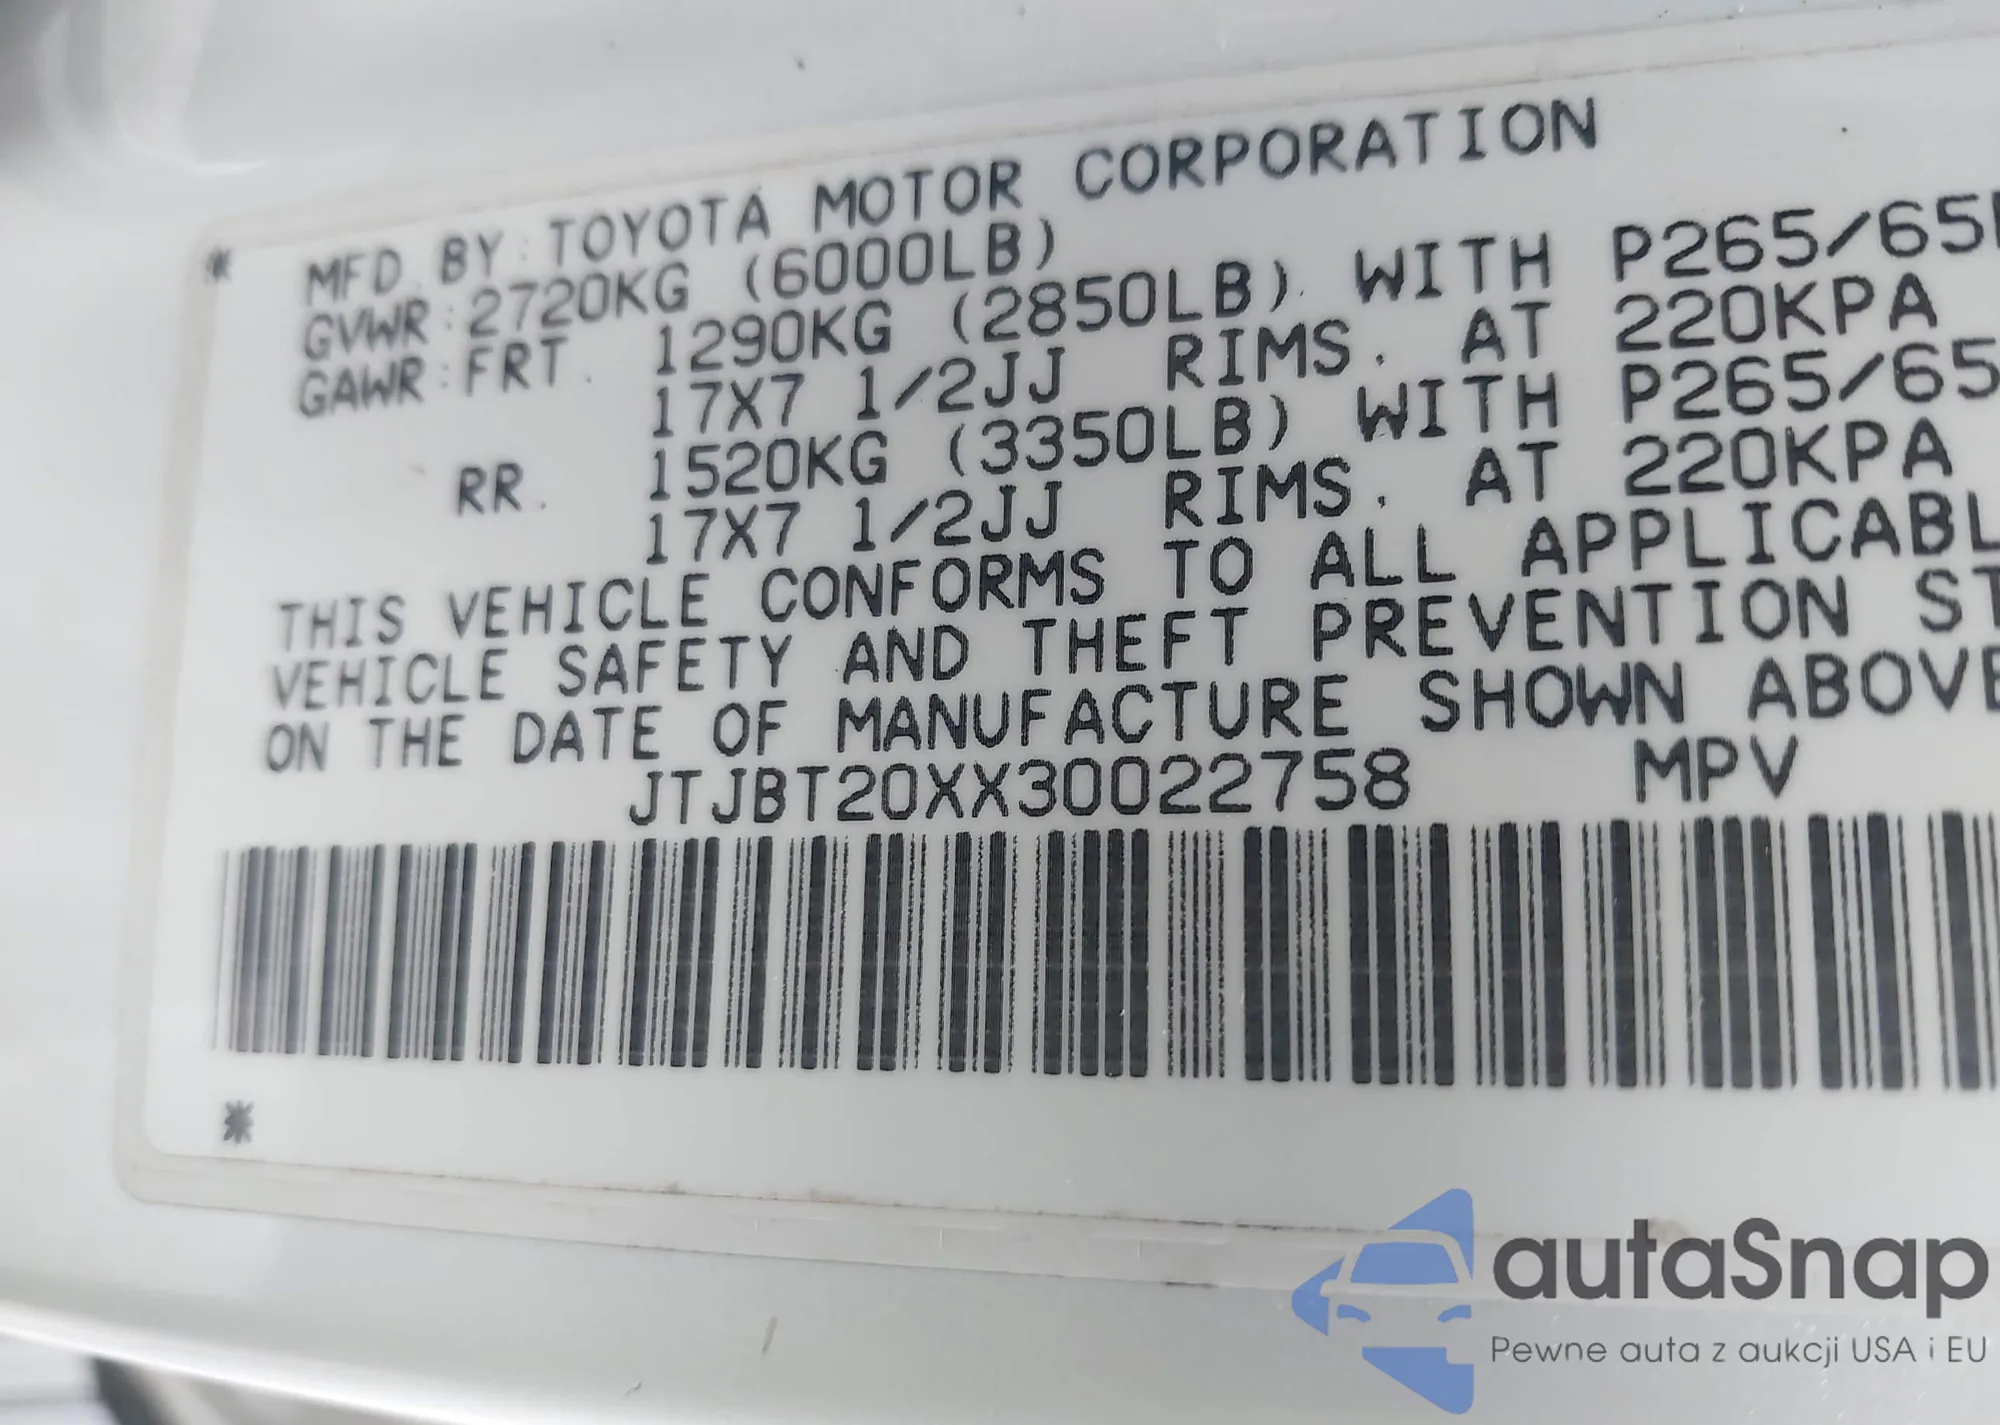 * MFD. BY: TOYOTA MOTOR CORPORATION
GVWR: 2720KG (6000LB)
GAWR: FRT. 1290KG (2850LB) WITH P265/65
17X7 1/2JJ RIMS. AT 220KPA
RR. 1520KG (3350LB) WITH P265/65
17X7 1/2JJ RIMS. AT 220KPA
THIS VEHICLE CONFORMS TO ALL APPLICABL
VEHICLE SAFETY AND THEFT PREVENTION ST
ON THE DATE OF MANUFACTURE SHOWN ABOVE
JTJBT20XX30022758 MPV
*
autaSnap
Pewne auta z aukcji USA i EU